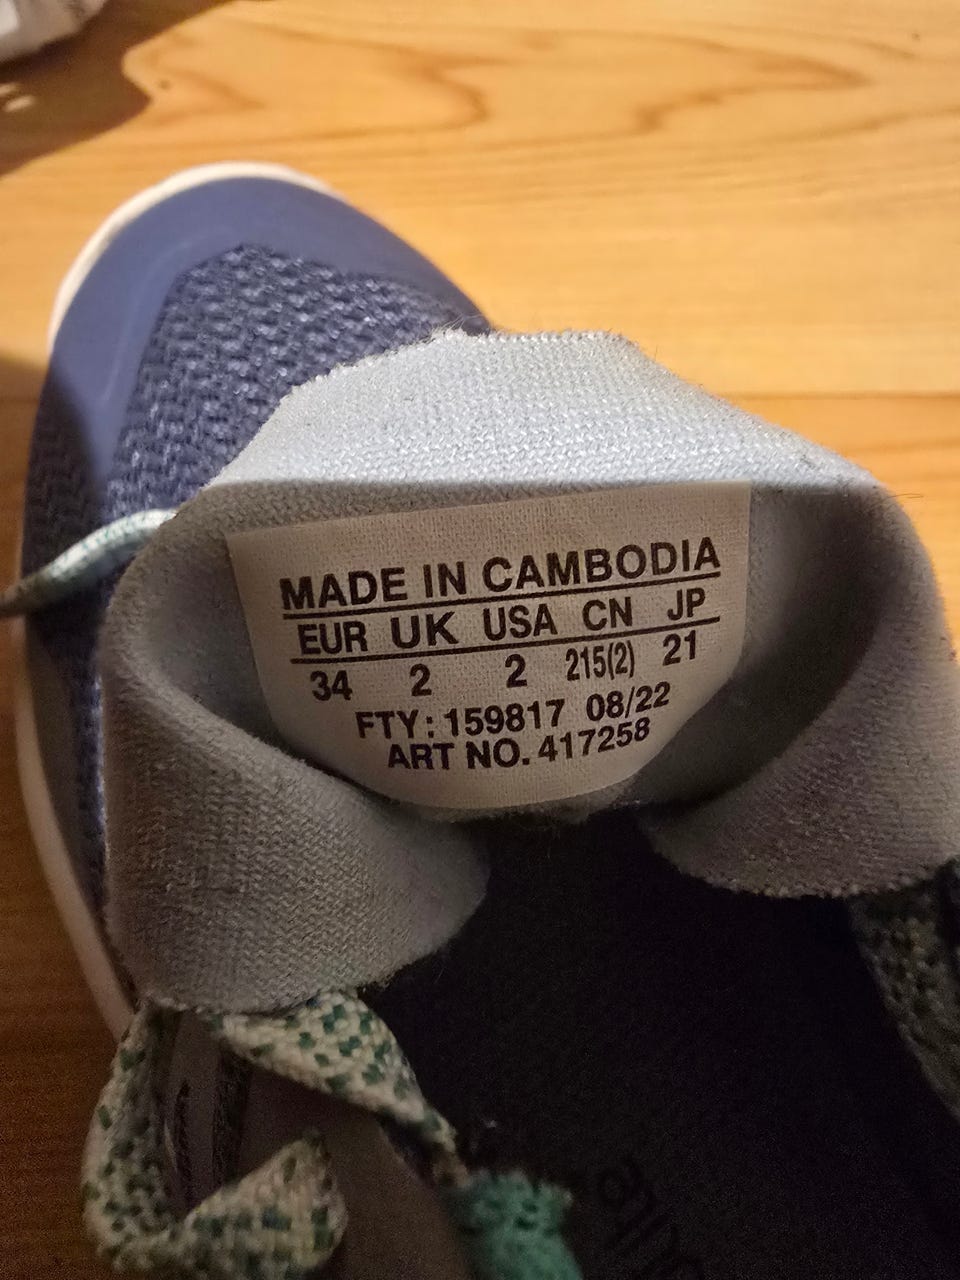 MADE IN CAMBODIA
EUR UK USA CN JP
34 2 2 215(2) 21
FTY: 159817 08/22
ART NO. 417258